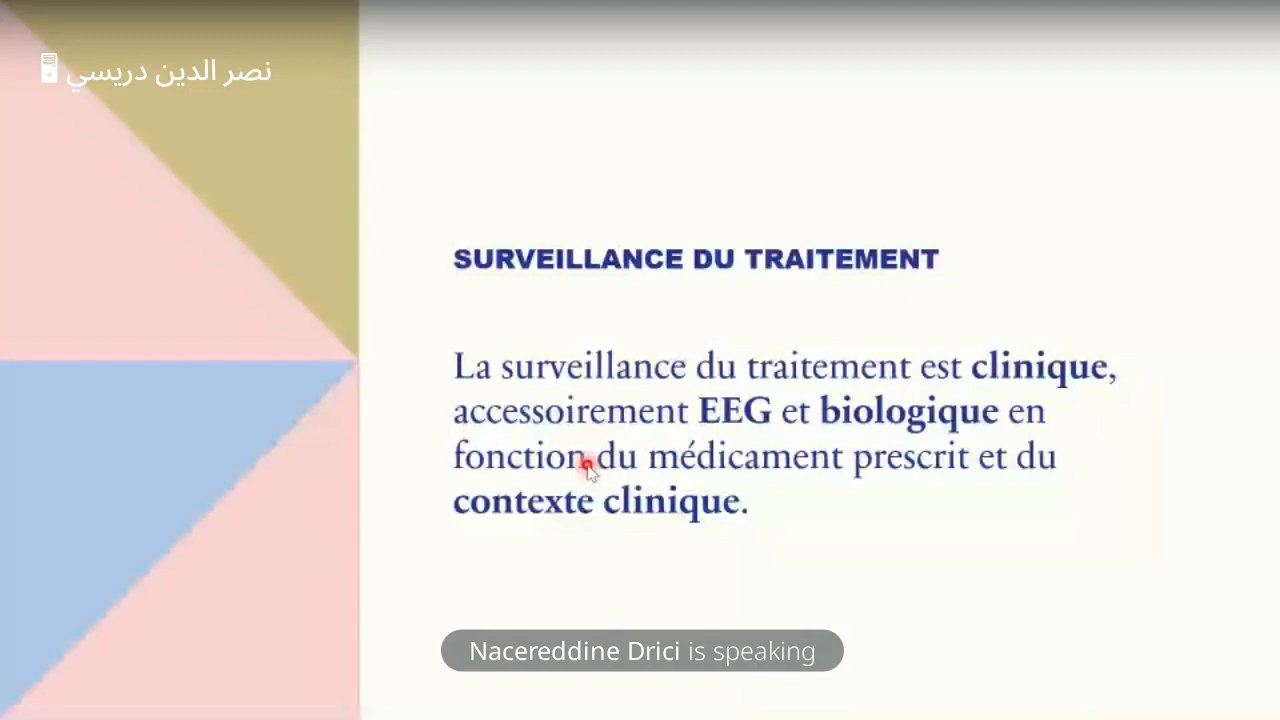 نصر الدين دريسي
SURVEILLANCE DU TRAITEMENT
La surveillance du traitement est clinique,
accessoirement EEG et biologique en
fonction du médicament prescrit et du
contexte clinique.
Nacereddine Drici is speaking